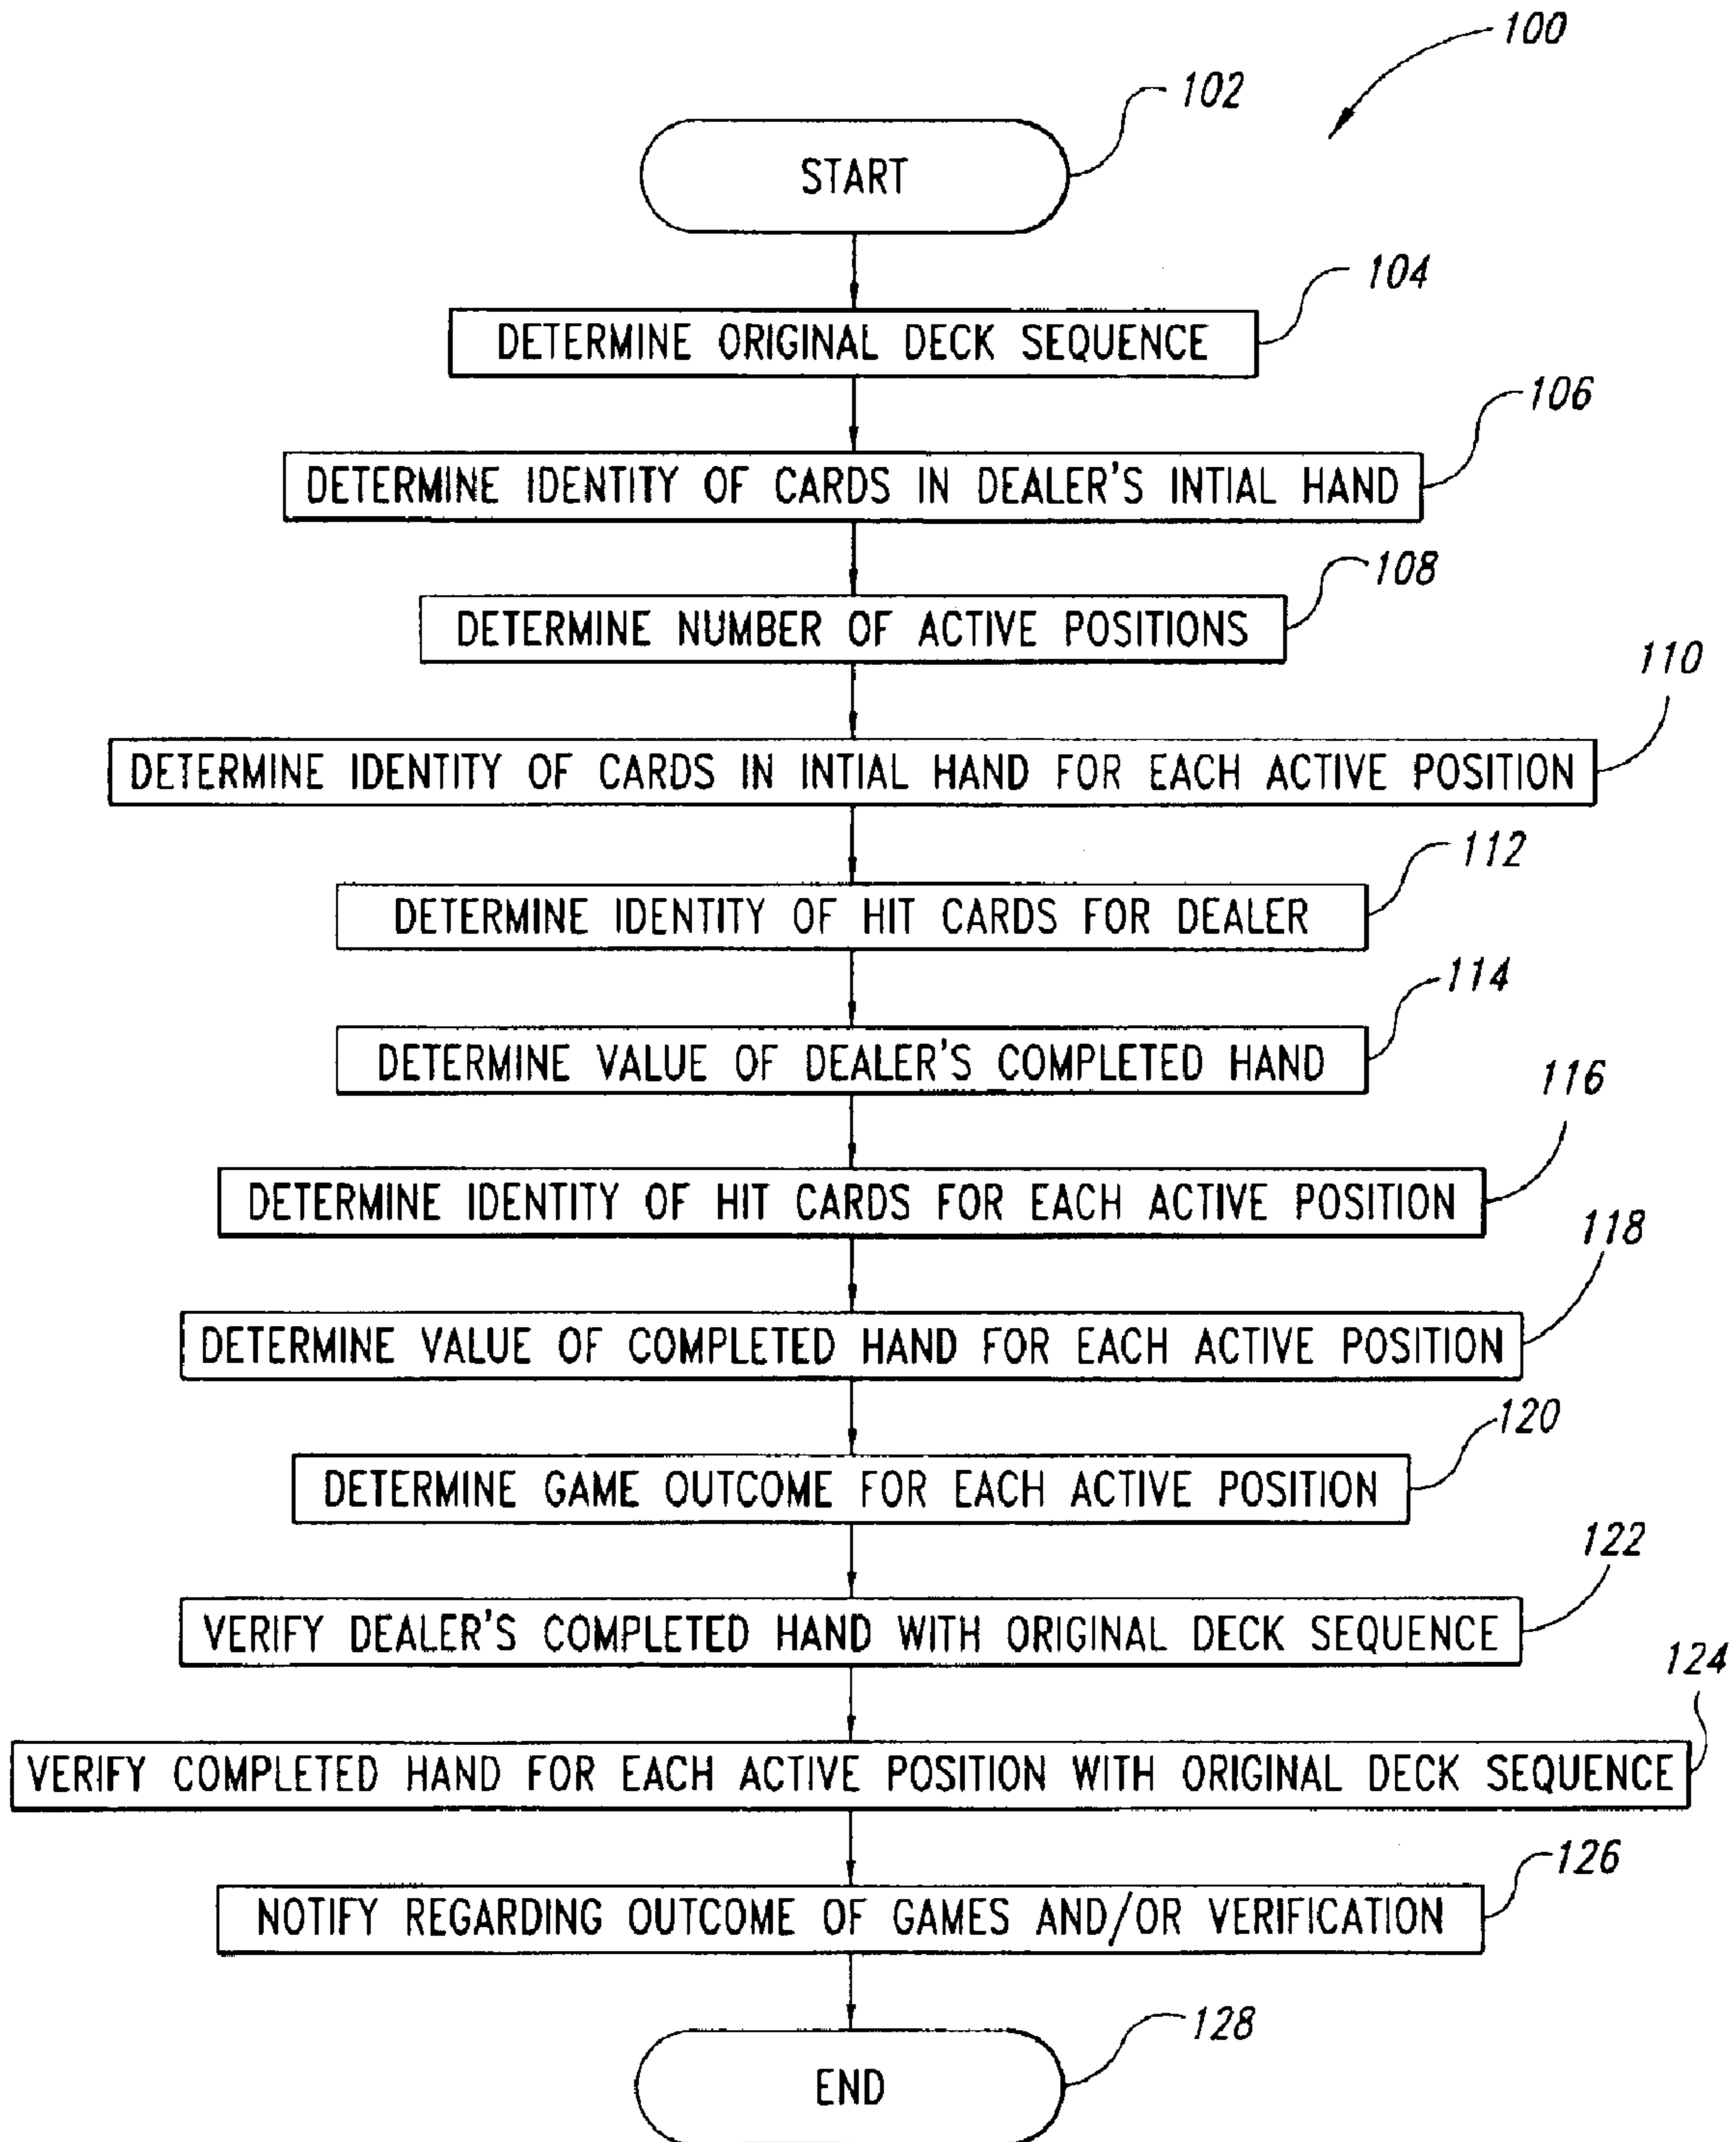 100
102
START
104
DETERMINE ORIGINAL DECK SEQUENCE
106
DETERMINE IDENTITY OF CARDS IN DEALER'S INTIAL HAND
108
DETERMINE NUMBER OF ACTIVE POSITIONS
110
DETERMINE IDENTITY OF CARDS IN INTIAL HAND FOR EACH ACTIVE POSITION
112
DETERMINE IDENTITY OF HIT CARDS FOR DEALER
114
DETERMINE VALUE OF DEALER'S COMPLETED HAND
116
DETERMINE IDENTITY OF HIT CARDS FOR EACH ACTIVE POSITION
118
DETERMINE VALUE OF COMPLETED HAND FOR EACH ACTIVE POSITION
120
DETERMINE GAME OUTCOME FOR EACH ACTIVE POSITION
122
VERIFY DEALER'S COMPLETED HAND WITH ORIGINAL DECK SEQUENCE
124
VERIFY COMPLETED HAND FOR EACH ACTIVE POSITION WITH ORIGINAL DECK SEQUENCE
126
NOTIFY REGARDING OUTCOME OF GAMES AND/OR VERIFICATION
128
END